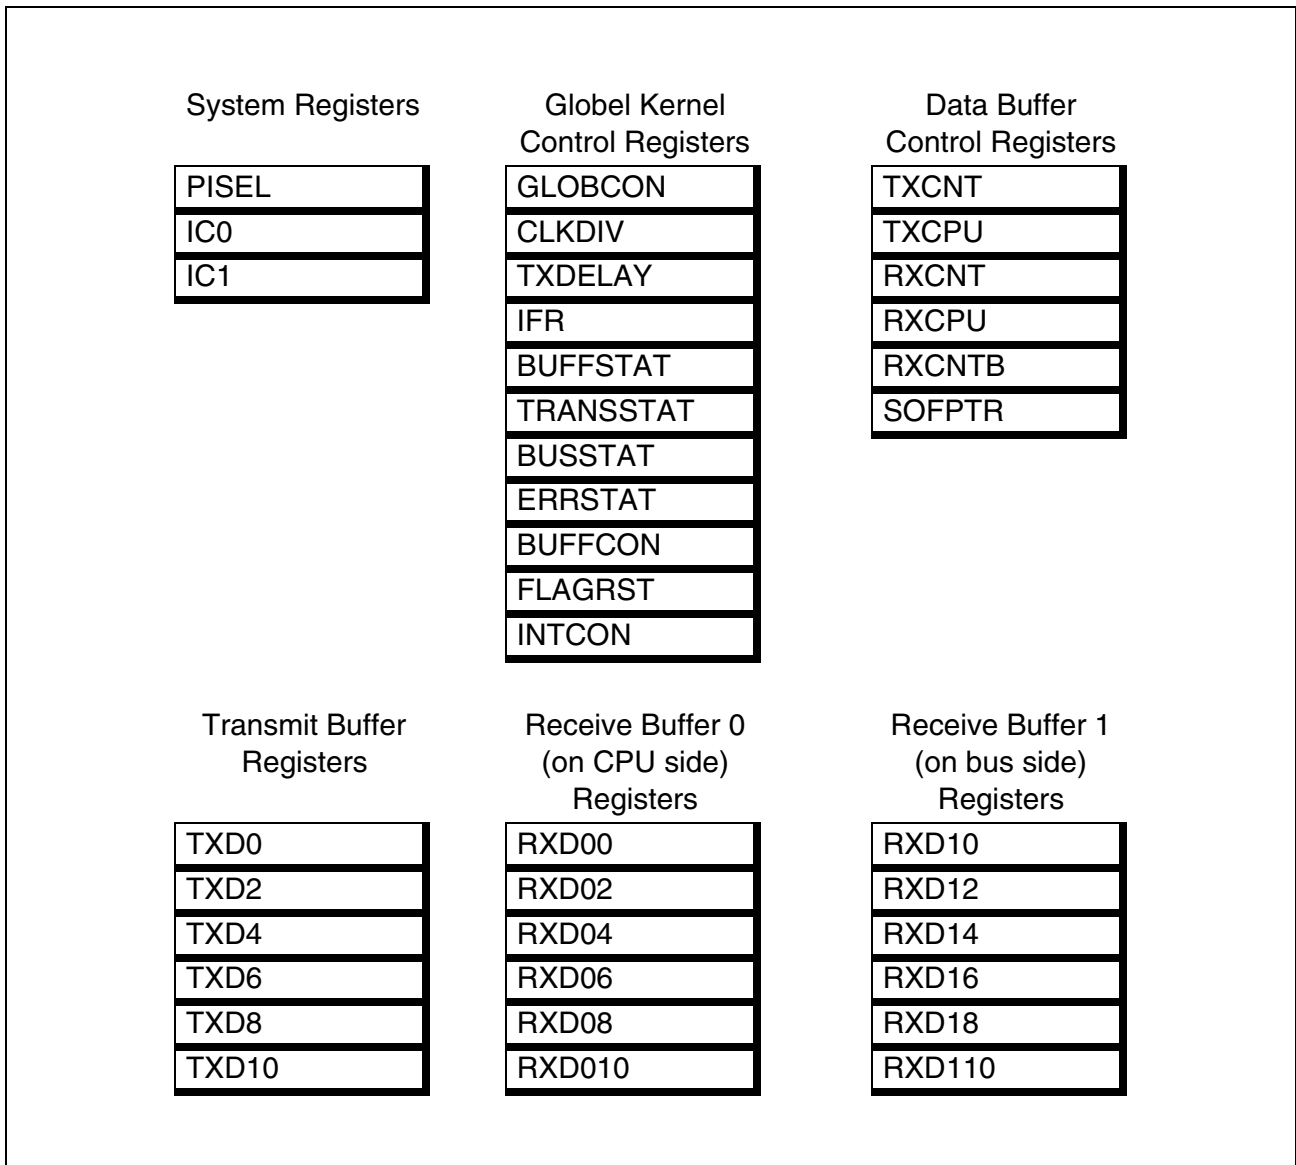 System Registers
PISEL
IC0
IC1
Globel Kernel
Control Registers
GLOBCON
CLKDIV
TXDELAY
IFR
BUFFSTAT
TRANSSTAT
BUSSTAT
ERRSTAT
BUFFCON
FLAGRST
INTCON
Data Buffer
Control Registers
TXCNT
TXCPU
RXCNT
RXCPU
RXCNTB
SOFPTR
Transmit Buffer
Registers
TXD0
TXD2
TXD4
TXD6
TXD8
TXD10
Receive Buffer 0
(on CPU side)
Registers
RXD00
RXD02
RXD04
RXD06
RXD08
RXD010
Receive Buffer 1
(on bus side)
Registers
RXD10
RXD12
RXD14
RXD16
RXD18
RXD110